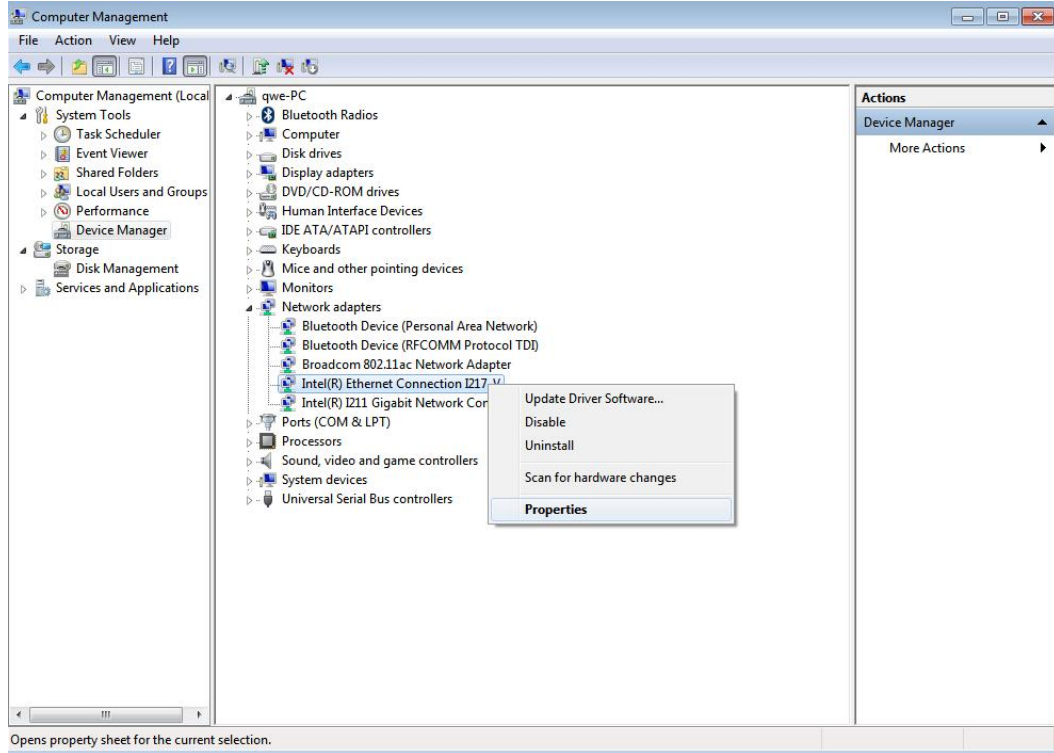 Computer Management
File Action View Help
Computer Management (Local
System Tools
Task Scheduler
Event Viewer
Shared Folders
Local Users and Groups
Performance
Device Manager
Storage
Disk Management
Services and Applications
qwe-PC
Bluetooth Radios
Computer
Disk drives
Display adapters
DVD/CD-ROM drives
Human Interface Devices
IDE ATA/ATAPI controllers
Keyboards
Mice and other pointing devices
Monitors
Network adapters
Bluetooth Device (Personal Area Network)
Bluetooth Device (RFCOMM Protocol TDI)
Broadcom 802.11ac Network Adapter
Intel(R) Ethernet Connection I217-V
Intel(R) I211 Gigabit Network Cor
Ports (COM & LPT)
Processors
Sound, video and game controllers
System devices
Universal Serial Bus controllers
Update Driver Software...
Disable
Uninstall
Scan for hardware changes
Properties
Actions
Device Manager
More Actions
Opens property sheet for the current selection.